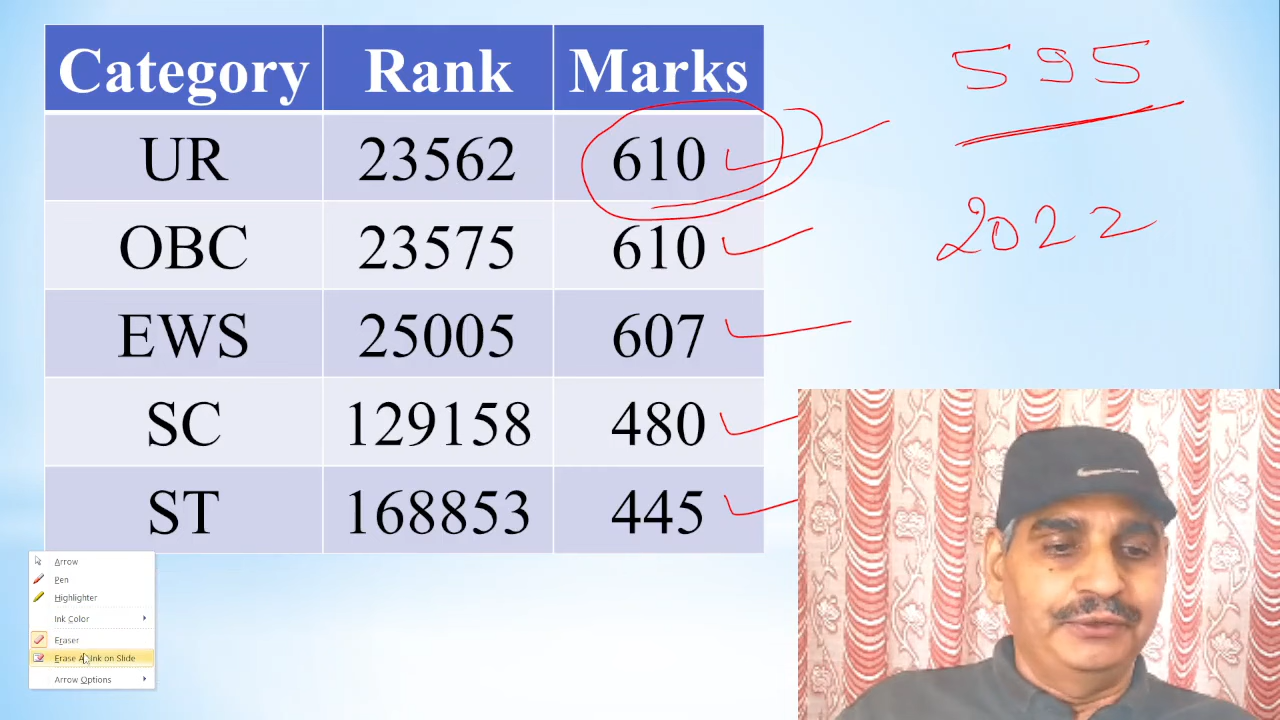 Category Rank Marks
UR 23562 610
OBC 23575 610
EWS 25005 607
SC 129158 480
ST 168853 445
595
2022
Arrow
Pen
Highlighter
Ink Color
Eraser
Erase All Ink on Slide
Arrow Options